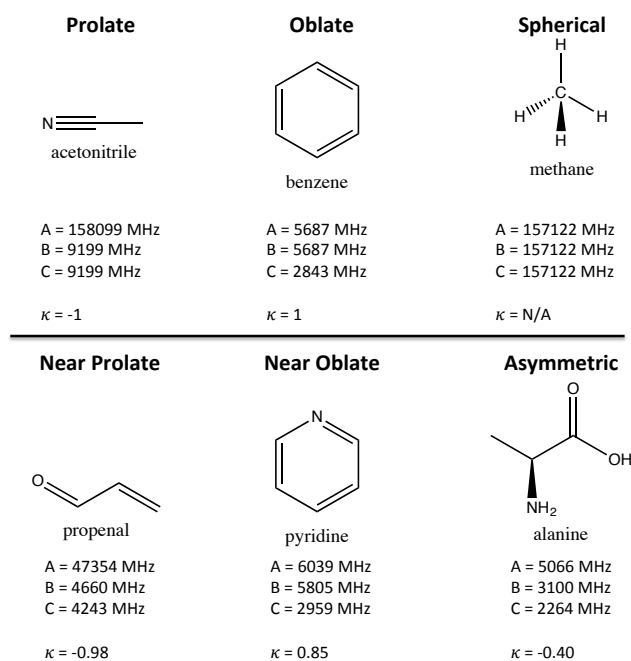 Prolate
Oblate
Spherical
N
acetonitrile
benzene
H
C
H
H
H
methane
A = 158099 MHz
B = 9199 MHz
C = 9199 MHz
κ = -1
A = 5687 MHz
B = 5687 MHz
C = 2843 MHz
κ = 1
A = 157122 MHz
B = 157122 MHz
C = 157122 MHz
κ = N/A
Near Prolate
Near Oblate
Asymmetric
O
propenal
N
pyridine
O
OH
NH₂
alanine
A = 47354 MHz
B = 4660 MHz
C = 4243 MHz
κ = -0.98
A = 6039 MHz
B = 5805 MHz
C = 2959 MHz
κ = 0.85
A = 5066 MHz
B = 3100 MHz
C = 2264 MHz
κ = -0.40